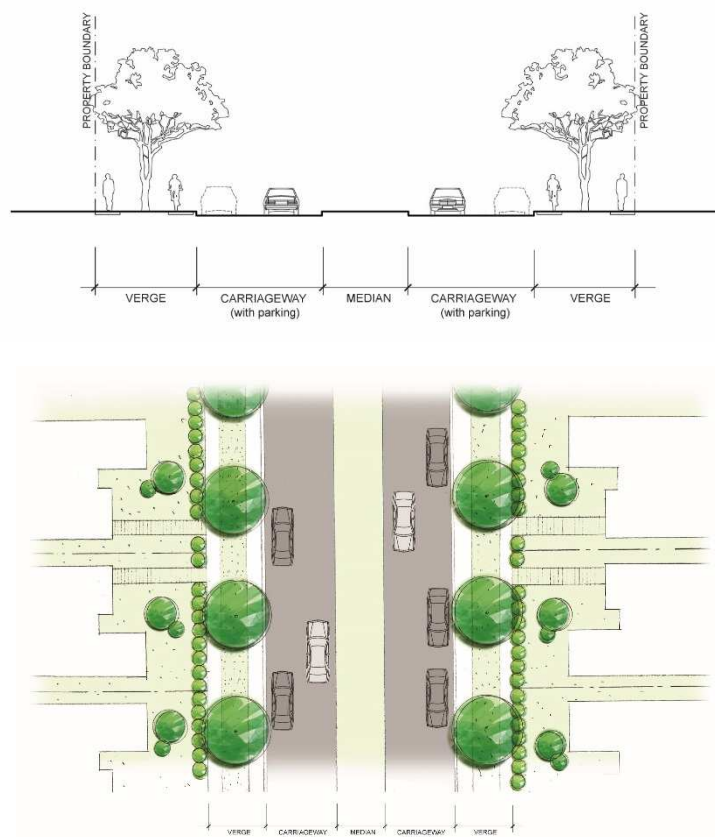 PROPERTY BOUNDARY
PROPERTY BOUNDARY
VERGE
CARRIAGEWAY
(with parking)
MEDIAN
CARRIAGEWAY
(with parking)
VERGE
VERGE
CARRIAGEWAY
MEDIAN
CARRIAGEWAY
VERGE